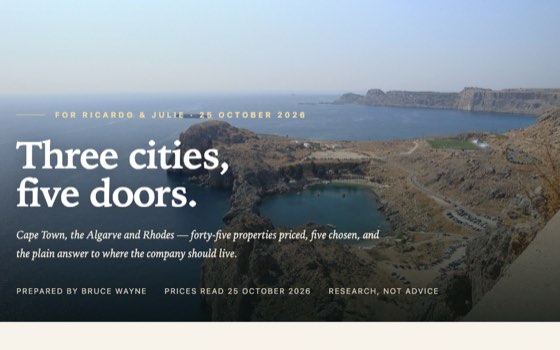 FOR RICARDO & JULIE · 25 OCTOBER 2026
Three cities,
five doors.
Cape Town, the Algarve and Rhodes — forty-five properties priced, five chosen, and
the plain answer to where the company should live.
PREPARED BY BRUCE WAYNE PRICES READ 25 OCTOBER 2026 RESEARCH, NOT ADVICE